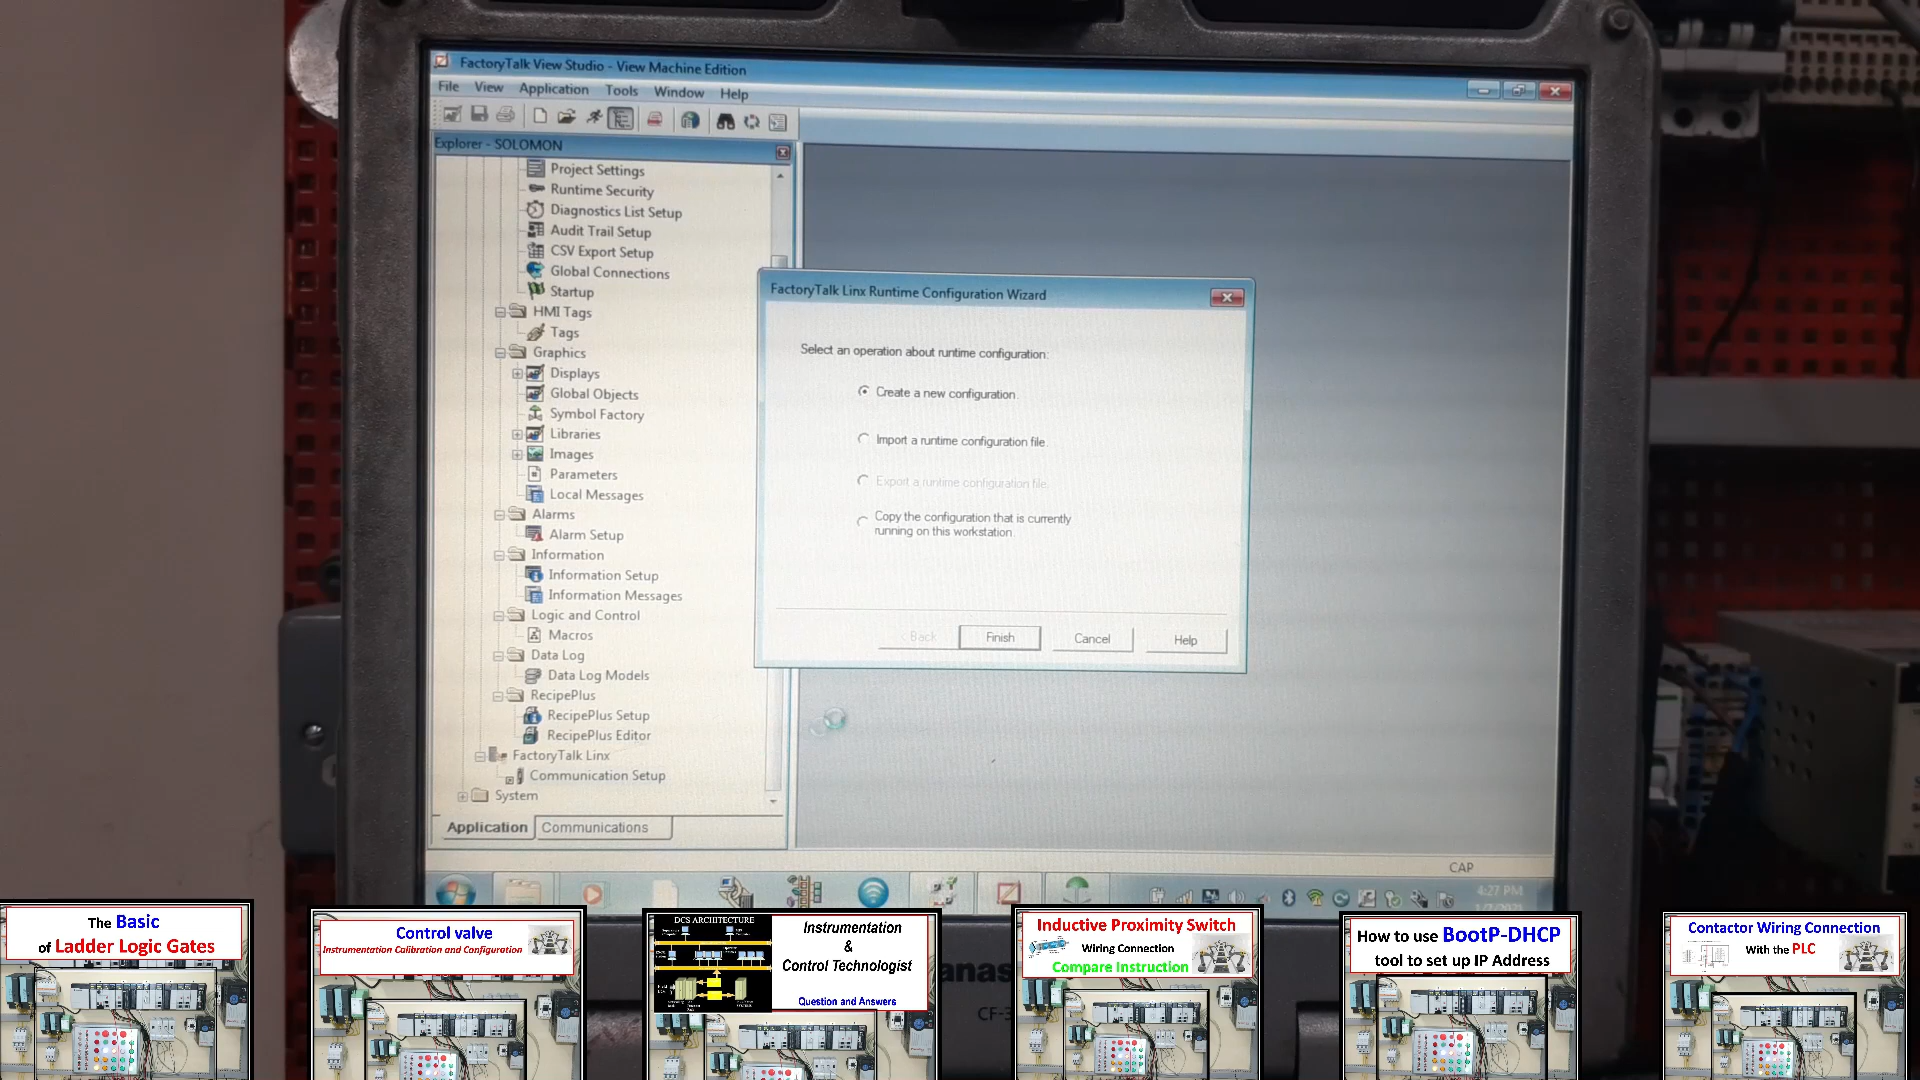 FactoryTalk View Studio - View Machine Edition
File View Application Tools Window Help
Explorer - SOLOMON
Project Settings
Runtime Security
Diagnostics List Setup
Audit Trail Setup
CSV Export Setup
Global Connections
Startup
HMI Tags
Tags
Graphics
Displays
Global Objects
Symbol Factory
Libraries
Images
Parameters
Local Messages
Alarms
Alarm Setup
Information
Information Setup
Information Messages
Logic and Control
Macros
Data Log
Data Log Models
RecipePlus
RecipePlus Setup
RecipePlus Editor
FactoryTalk Linx
Communication Setup
System
Application Communications
FactoryTalk Linx Runtime Configuration Wizard
Select an operation about runtime configuration:
Create a new configuration.
Import a runtime configuration file.
Export a runtime configuration file.
Copy the configuration that is currently
running on this workstation.
< Back Finish Cancel Help
CAP
4:27 PM
The Basic
of Ladder Logic Gates
Control valve
Instrumentation Calibration and Configuration
DCS ARCHITECTURE
Instrumentation
&
Control Technologist
Question and Answers
Inductive Proximity Switch
Wiring Connection
Compare Instruction
How to use BootP-DHCP
tool to set up IP Address
Contactor Wiring Connection
With the PLC